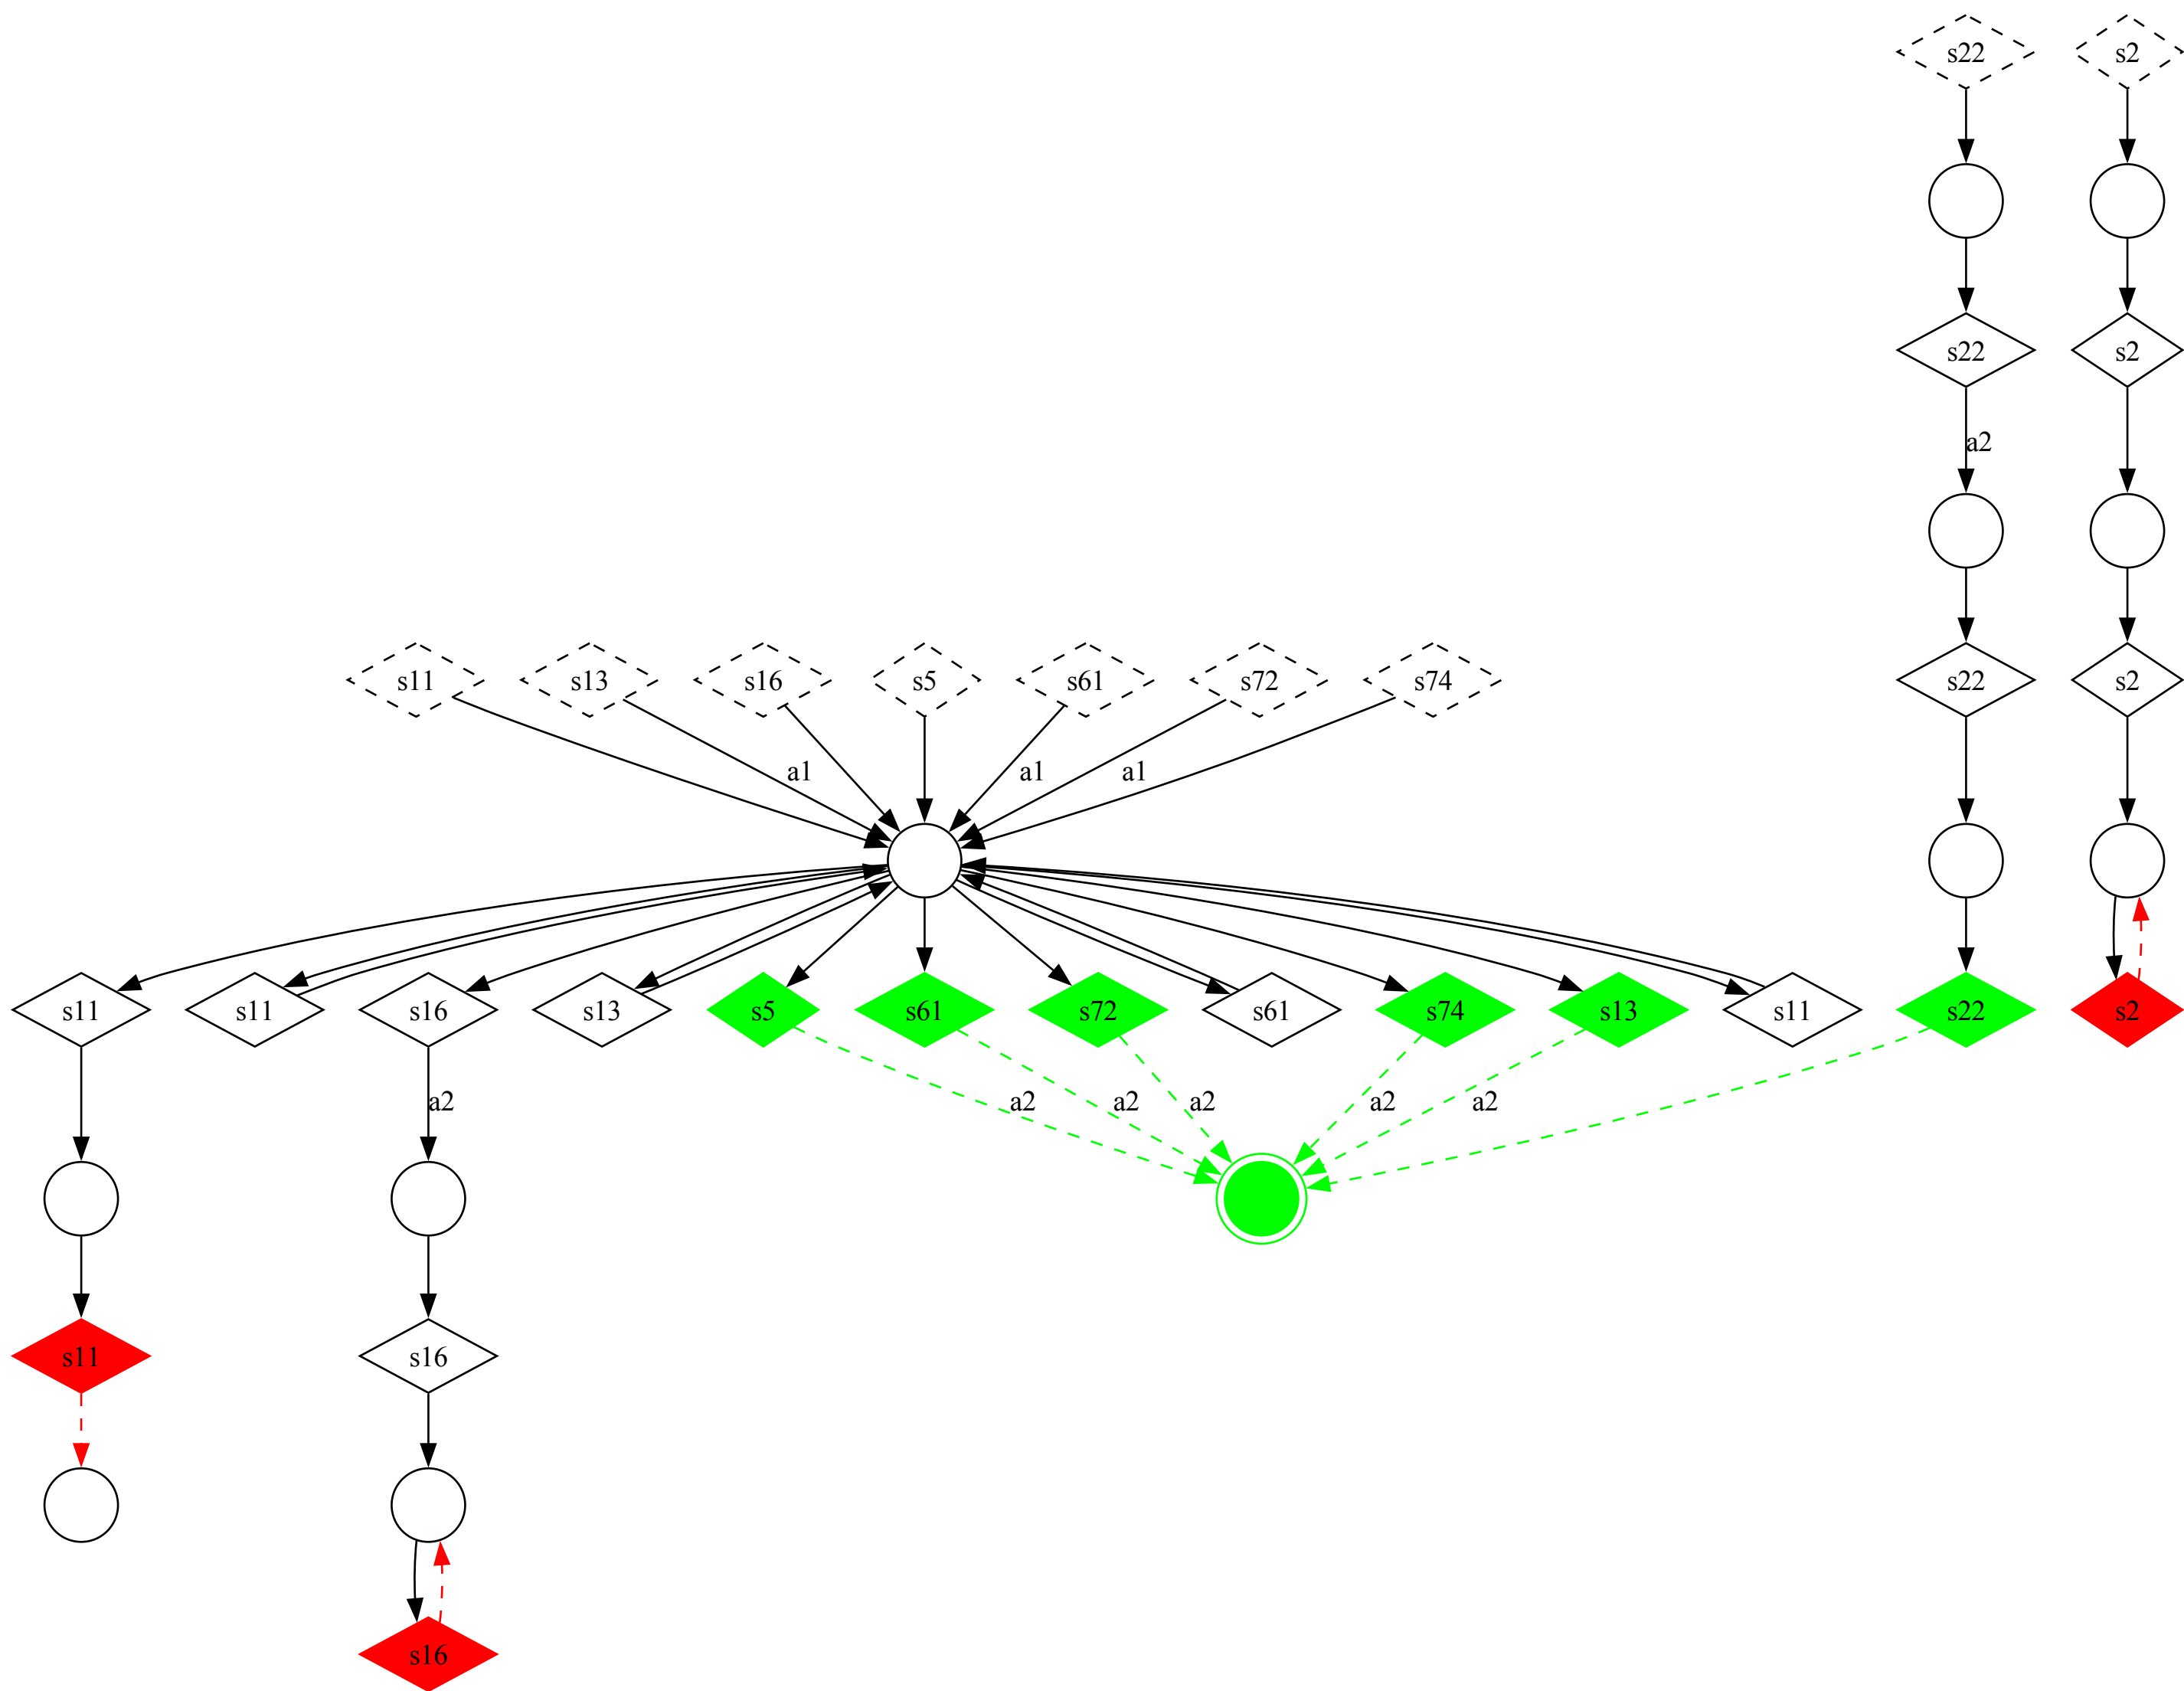 s22 s2
s22 s2
a2
s11 s13 s16 s5 s61 s72 s74 s22 s2
a1 a1 a1
s11 s11 s16 s13 s5 s61 s72 s61 s74 s13 s11 s22 s2
a2 a2 a2 a2 a2 a2
s11 s16
s16